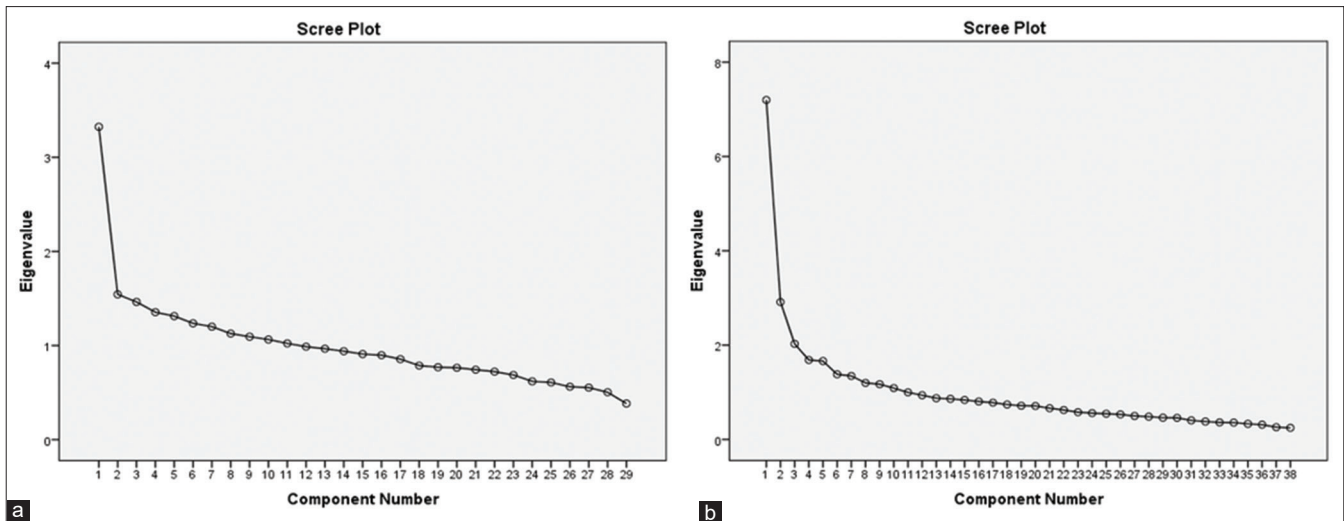 Scree Plot
4
3
2
1
0
Eigenvalue
1 2 3 4 5 6 7 8 9 10 11 12 13 14 15 16 17 18 19 20 21 22 23 24 25 26 27 28 29
Component Number
a
Scree Plot
8
6
4
2
0
Eigenvalue
1 2 3 4 5 6 7 8 9 10 11 12 13 14 15 16 17 18 19 20 21 22 23 24 25 26 27 28 29 30 31 32 33 34 35 36 37 38
Component Number
b